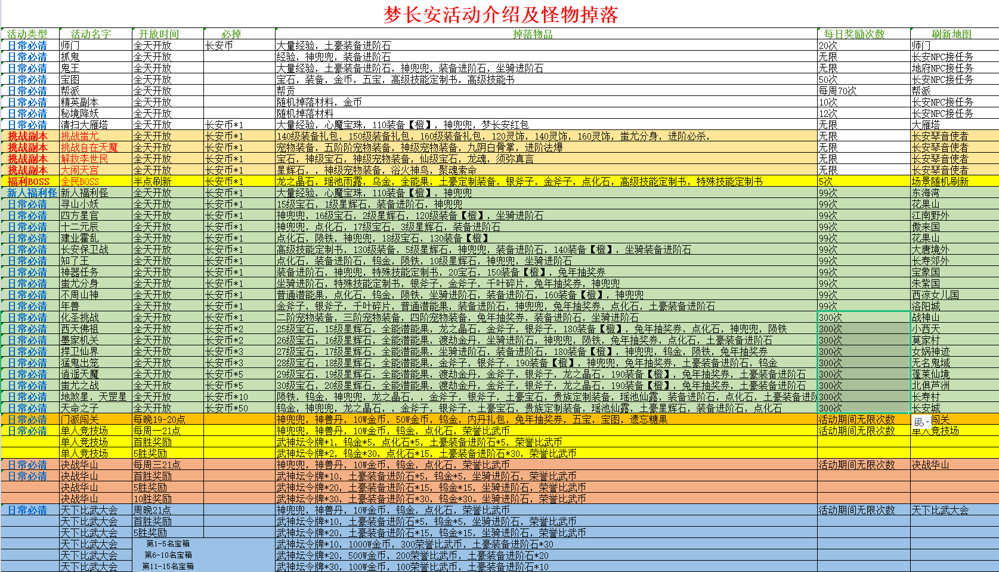 梦长安活动介绍及怪物掉落
活动类型 活动名字 开放时间 必掉 掉落物品 每日奖励次数 刷新地图
日常必清 师门 全天开放 长安币 大量经验，土豪装备进阶石 20次 师门
日常必清 抓鬼 全天开放 经验，神兜兜，装备进阶石 无限 长安NPC接任务
日常必清 鬼王 全天开放 大量经验，土豪装备进阶石，神兜兜，装备进阶石，坐骑进阶石 无限 地府NPC接任务
日常必清 宝图 全天开放 宝石，装备，金币，五宝，高级技能定制书，高级技能书 50次 长安NPC接任务
日常必清 帮派 全天开放 帮贡 每周70次 帮派
日常必清 精英副本 全天开放 随机掉落材料，金币 10次 长安NPC接任务
日常必清 秘境降妖 全天开放 随机掉落材料 12次 长安NPC接任务
日常必清 清扫大雁塔 全天开放 长安币*1 大量经验，心魔宝珠，110装备【橙】，神兜兜，梦长安红包 无限 大雁塔
挑战副本 挑战蚩尤 全天开放 长安币*1 140级装备礼包，150级装备礼包，160级装备礼包，120灵饰，140灵饰，160灵饰，蚩尤分身，进阶必杀， 无限 长安琴音使者
挑战副本 挑战自在天魔 全天开放 长安币*1 宠物装备，五阶阶宠物装备，神级宠物装备，九阴白骨掌，进阶法爆 无限 长安琴音使者
挑战副本 解救李世民 全天开放 长安币*1 宝石，神级宝石，神级宠物装备，仙级宝石，龙魂，须弥真言 无限 长安琴音使者
挑战副本 大闹天宫 全天开放 长安币*1 星辉石，，神级宠物装备，浴火神鸟，聚魂索命 无限 长安琴音使者
福利BOSS 全民BOSS 半点刷新 长安币*1 龙之晶石，瑶池雨露，乌金，全能果，土豪定制装备，银斧子，金斧子，点化石，高级技能定制书，特殊技能定制书 5次 场景随机刷新
新人福利怪 新人福利怪 全天开放 长安币*1 大量经验，心魔宝珠，110装备【橙】，神兜兜 99次 东海湾
日常必清 寻山小妖 全天开放 长安币*1 15级宝石，1级星辉石，装备进阶石，神兜兜 99次 花果山
日常必清 四方星官 全天开放 长安币*1 神兜兜，16级宝石，2级星辉石，120级装备【橙】，坐骑进阶石 99次 江南野外
日常必清 十二元辰 全天开放 长安币*1 神兜兜，点化石，17级宝石，3级星辉石，装备进阶石 99次 傲来国
日常必清 建业霍乱 全天开放 长安币*1 点化石，陨铁，神兜兜，18级宝石，130装备【橙】 99次 花果山
日常必清 长安保卫战 全天开放 长安币*1 高级技能定制书，130级装备，5级星辉石，神兜兜，装备进阶石，140装备【橙】，坐骑装备进阶石 99次 大唐境外
日常必清 知了王 全天开放 长安币*1 点化石，装备进阶石，钨金，陨铁，10级星辉石，神兜兜，坐骑进阶石 99次 长寿郊外
日常必清 神器任务 全天开放 长安币*1 装备进阶石，神兜兜，特殊技能定制书，20宝石，150装备【橙】，兔年抽奖券 99次 宝象国
日常必清 蚩尤分身 全天开放 长安币*1 坐骑进阶石，特殊技能定制书，银斧子，金斧子，千叶碎片，兔年抽奖券，神兜兜 99次 朱紫国
日常必清 不周山神 全天开放 长安币*1 普通潜能果，点化石，钨金，陨铁，坐骑进阶石，装备进阶石，160装备【橙】，神兜兜 99次 西凉女儿国
日常必清 年兽 全天开放 长安币*1 金斧子，银斧子，千叶碎片，普通潜能果，装备进阶石，神兜兜，兔年抽奖券，点化石，土豪装备进阶石 99次 洛阳城
日常必清 化圣挑战 全天开放 长安币*1 二阶宠物装备，三阶宠物装备，四阶宠物装备，兔年抽奖券，装备进阶石，坐骑进阶石 300次 战神山
日常必清 西天佛祖 全天开放 长安币*2 25级宝石，15级星辉石，全能潜能果，龙之晶石，金斧子，银斧子，180装备【橙】，兔年抽奖券，点化石，神兜兜，陨铁 300次 小西天
日常必清 墨家机关 全天开放 长安币*2 26级宝石，16级星辉石，全能潜能果，渡劫金丹，坐骑进阶石，神兜兜，陨铁，兔年抽奖券，点化石，土豪装备进阶石 300次 莫家村
日常必清 捍卫仙界 全天开放 长安币*3 27级宝石，17级星辉石，全能潜能果，坐骑进阶石，装备进阶石，180装备【橙】，神兜兜，钨金，陨铁，兔年抽奖券 300次 女娲神迹
日常必清 猛鬼出笼 全天开放 长安币*3 28级宝石，18级星辉石，全能潜能果，金斧子，银斧子，190装备【橙】，神兜兜，兔年抽奖券，土豪装备进阶石，钨金 300次 无名鬼域
日常必清 逍遥天魔 全天开放 长安币*5 29级宝石，19级星辉石，全能潜能果，渡劫金丹，金斧子，银斧子，龙之晶石，190装备【橙】，兔年抽奖券，土豪装备进阶石 300次 蓬莱仙境
日常必清 蚩尤之战 全天开放 长安币*5 30级宝石，20级星辉石，全能潜能果，渡劫金丹，金斧子，银斧子，龙之晶石，190装备【橙】，兔年抽奖券，土豪装备进阶石 300次 北俱芦洲
日常必清 地煞星，天罡星 全天开放 长安币*10 陨铁，钨金，神兜兜，龙之晶石，，金斧子，银斧子，土豪宝石，贵族定制装备，瑶池仙露，装备进阶石，点化石，土豪装备进阶 300次 长寿村
日常必清 天命之子 全天开放 长安币*50 钨金，神兜兜，龙之晶石，，金斧子，银斧子，土豪宝石，贵族定制装备，瑶池仙露，土豪星辉石，装备进阶石，点化石 300次 长安城
日常必清 门派闯关 每晚19-20点 神兜兜，神兽丹，10W金币，50W金币，钨金，内丹礼包，兔年抽奖券，五宝，宝图，遗忘糖果 活动期间无限次数 闯关
日常必清 单人竞技场 每周一21点 神兜兜，神兽丹，10W金币，钨金，点化石，荣誉比武币 活动期间无限次数 单人竞技场
单人竞技场 首胜奖励 武神坛令牌*1，钨金*5，点化石*5，土豪装备进阶石*5，荣誉比武币
单人竞技场 5胜奖励 武神坛令牌*2，钨金*30，点化石*15，土豪装备进阶石*30，荣誉比武币
日常必清 决战华山 每周三21点 神兜兜，神兽丹，10W金币，钨金，点化石，荣誉比武币 活动期间无限次数 决战华山
日常必清 决战华山 首胜奖励 武神坛令牌*10，土豪装备进阶石*5，钨金*5，坐骑进阶石，荣誉比武币
决战华山 5胜奖励 武神坛令牌*20，土豪装备进阶石*15，钨金*15，坐骑进阶石，荣誉比武币
决战华山 10胜奖励 武神坛令牌*30，土豪装备进阶石*30，钨金*30。坐骑进阶石，荣誉比武币
日常必清 天下比武大会 周晚21点 神兜兜，神兽丹，10W金币，钨金，点化石，荣誉比武币 活动期间无限次数 天下比武大会
天下比武大会 首胜奖励 武神坛令牌*10，土豪装备进阶石*5，钨金*5，坐骑进阶石，荣誉比武币
天下比武大会 5胜奖励 武神坛令牌*20，土豪装备进阶石*15，钨金*15，坐骑进阶石，荣誉比武币
天下比武大会 第1-5名宝箱 武神坛令牌*10，1000W金币，300荣誉比武币，土豪装备进阶石*30
天下比武大会 第6-10名宝箱 武神坛令牌*20，500W金币，200荣誉比武币，土豪装备进阶石*20
天下比武大会 第11-15名宝箱 武神坛令牌*30，100W金币，100荣誉比武币，土豪装备进阶石*10